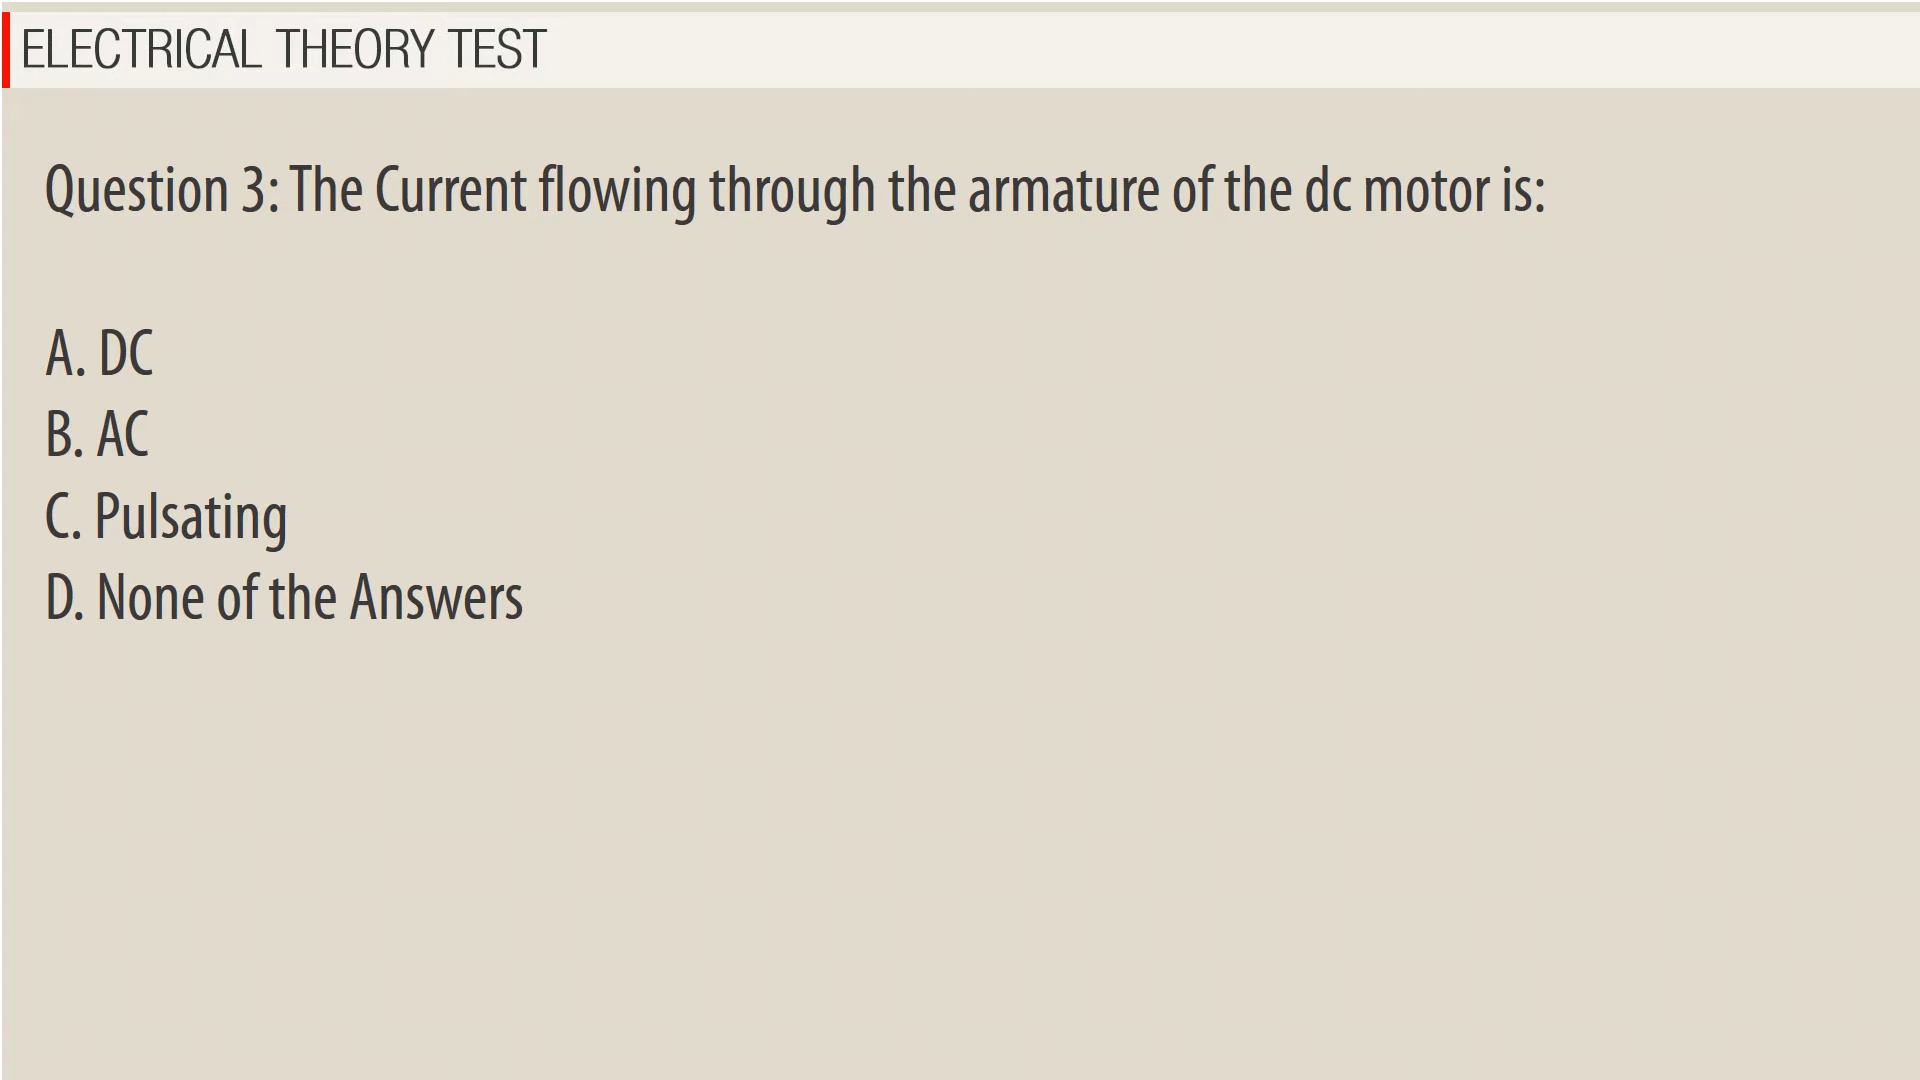 ELECTRICAL THEORY TEST
Question 3: The Current flowing through the armature of the dc motor is:
A. DC
B. AC
C. Pulsating
D. None of the Answers